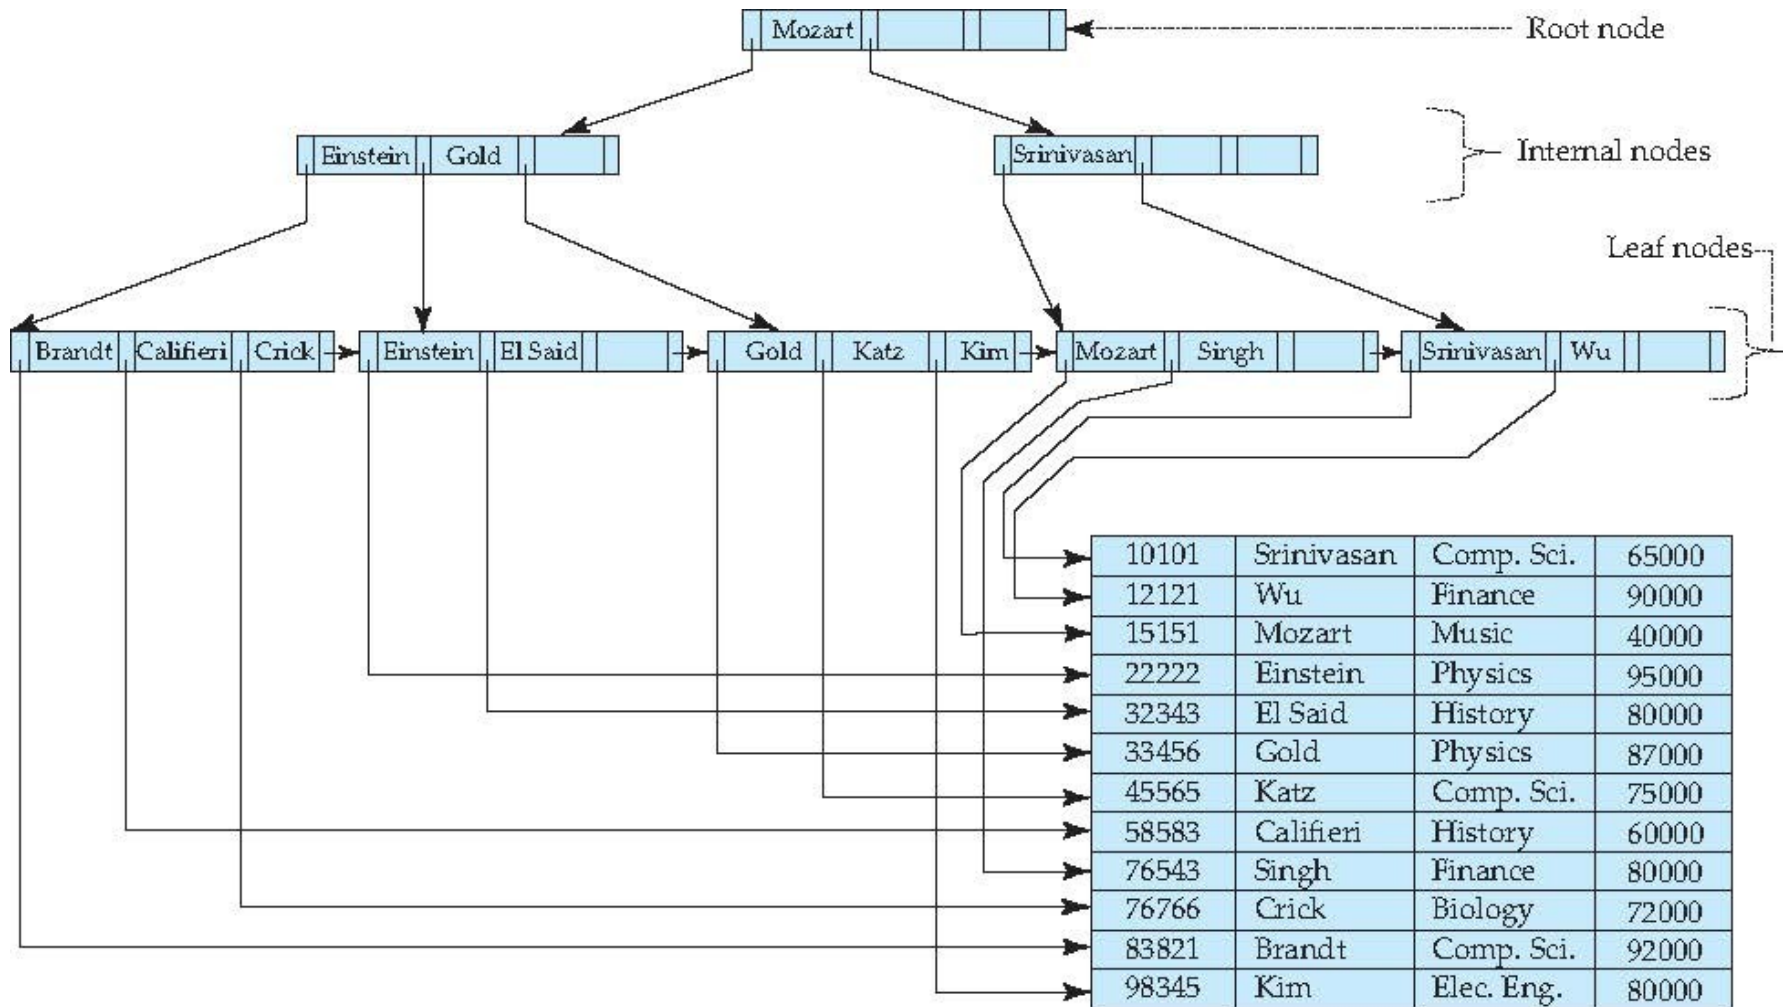 Mozart
Root node
Einstein Gold
Srinivasan
Internal nodes
Leaf nodes
Brandt Califieri Crick
Einstein El Said
Gold Katz Kim
Mozart Singh
Srinivasan Wu
10101 Srinivasan Comp. Sci. 65000
12121 Wu Finance 90000
15151 Mozart Music 40000
22222 Einstein Physics 95000
32343 El Said History 80000
33456 Gold Physics 87000
45565 Katz Comp. Sci. 75000
58583 Califieri History 60000
76543 Singh Finance 80000
76766 Crick Biology 72000
83821 Brandt Comp. Sci. 92000
98345 Kim Elec. Eng. 80000